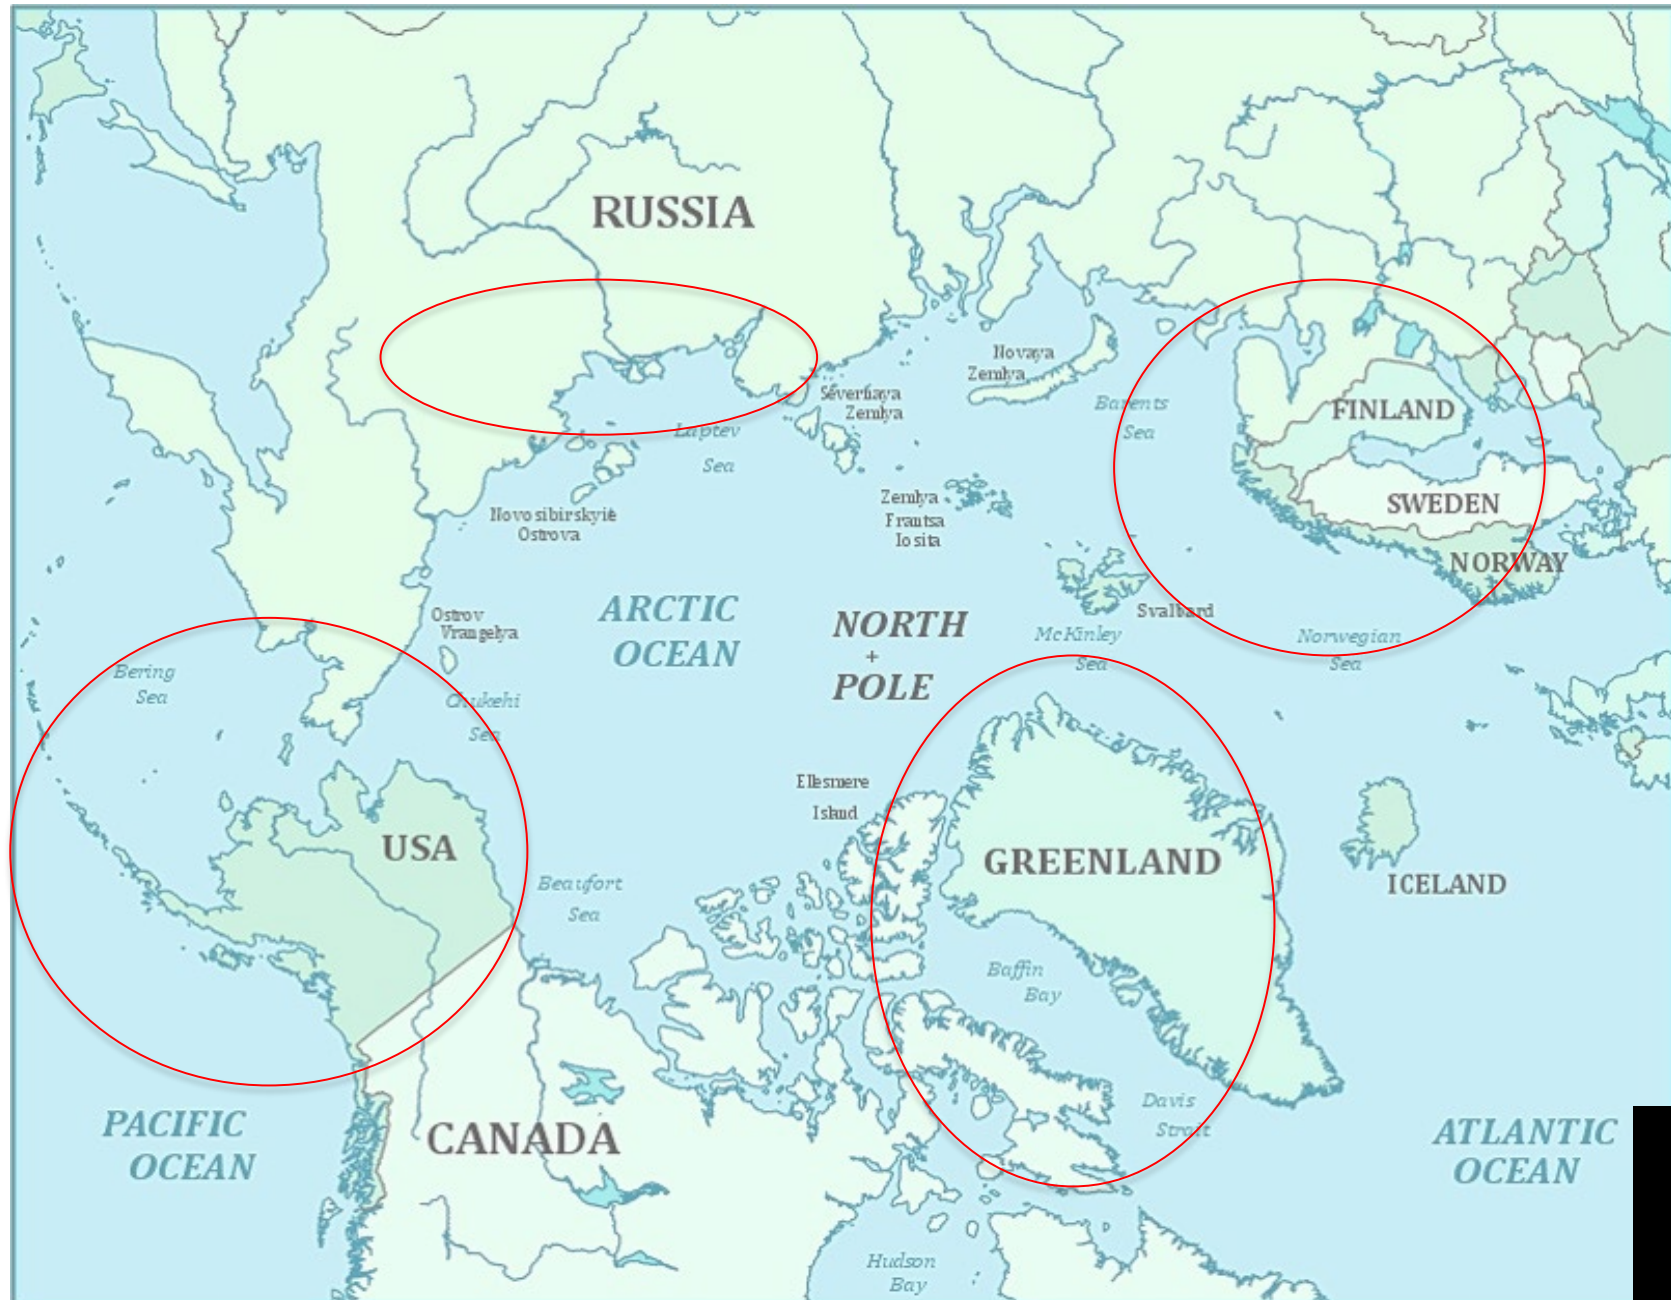 RUSSIA
Novaya
Zemlya
Severnaya
Zemlya
Barents
Sea
FINLAND
Laptev
Sea
SWEDEN
Zemlya
Frantsa
Iosita
Novosibirskyie
Ostrova
NORWAY
Ostrov
Vrangelya
ARCTIC
OCEAN
NORTH
+
POLE
Svalbard
McKinley
Sea
Norwegian
Sea
Bering
Sea
Chukehi
Sea
Ellesmere
Island
USA
GREENLAND
ICELAND
Beaufort
Sea
Baffin
Bay
PACIFIC
OCEAN
CANADA
Davis
Strait
ATLANTIC
OCEAN
Hudson
Bay